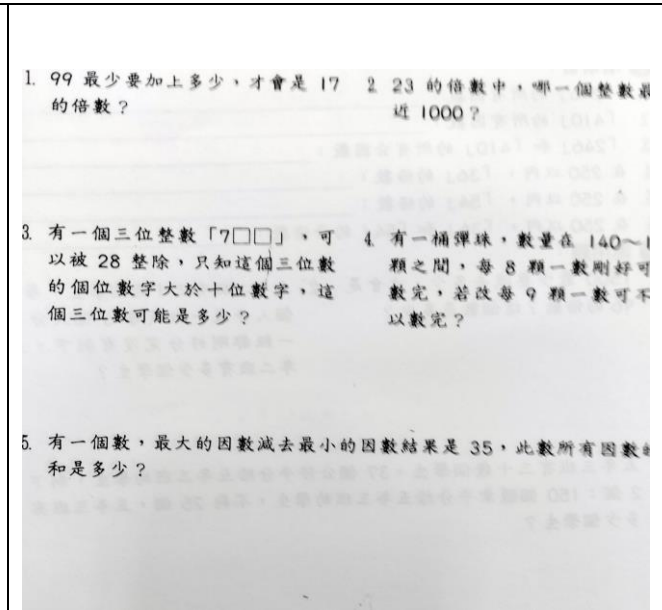 1. 99 最少要加上多少、才會是 17
的倍數？
2 23 的倍數中，哪一個整數最
近 1000？
3. 有一個三位整數「7□□」，可
以被 28 整除，只知這個三位數
的個位數字大於十位數字，這
個三位數可能是多少？
4. 有一桶彈珠，數量在 140～1
顆之間，每 8 顆一數剛好可
數完，若改每 9 顆一數可不
以數完？
5. 有一個數，最大的因數減去最小的因數結果是 35，此數所有因數的
和是多少？